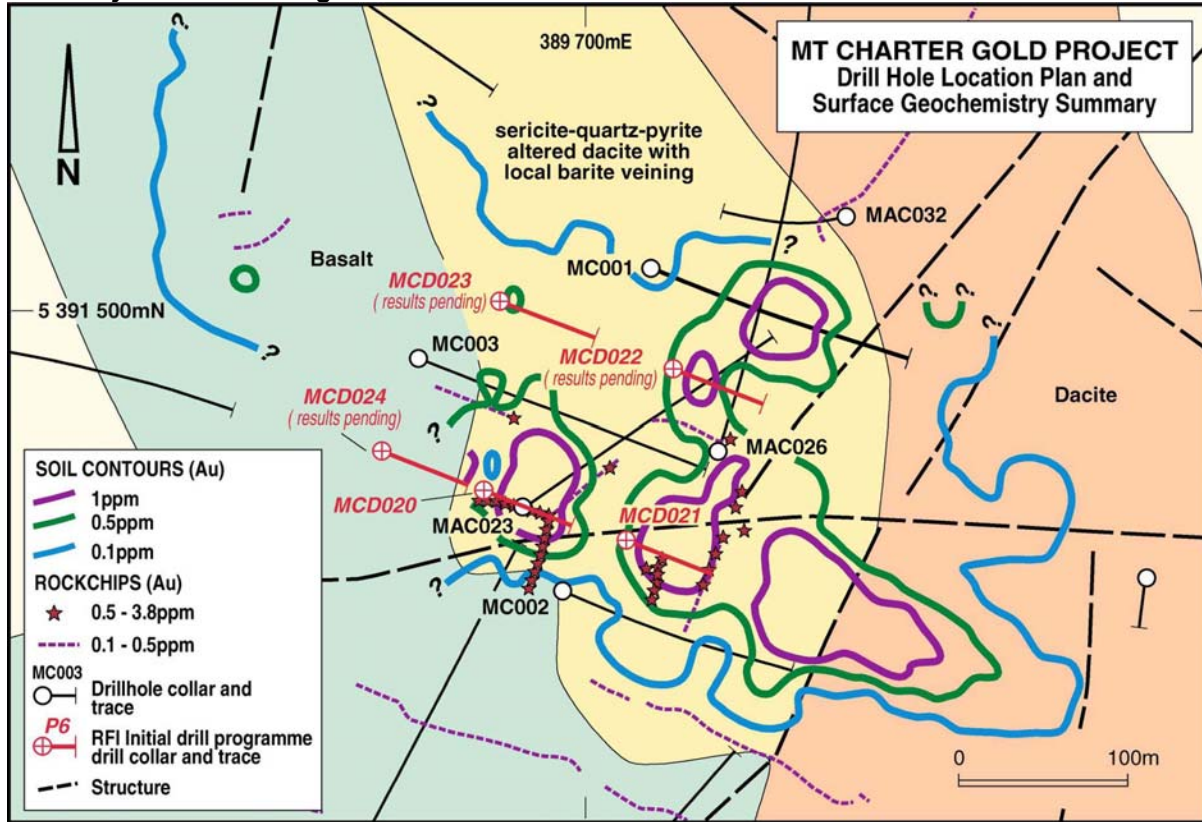 389 700mE
MT CHARTER GOLD PROJECT
Drill Hole Location Plan and
Surface Geochemistry Summary
?
?
N
sericite-quartz-pyrite
altered dacite with
local barite veining
MAC032
?
MC001
Basalt
MCD023
( results pending)
5 391 500mN
? ?
?
?
MC003
MCD022
( results pending)
Dacite
MCD024
( results pending)
?
MAC026
MCD020
MAC023
MCD021
?
MC002
SOIL CONTOURS (Au)
1ppm
0.5ppm
0.1ppm
ROCKCHIPS (Au)
0.5 - 3.8ppm
0.1 - 0.5ppm
MC003
Drillhole collar and
trace
P6
RFI Initial drill programme
drill collar and trace
Structure
0 100m